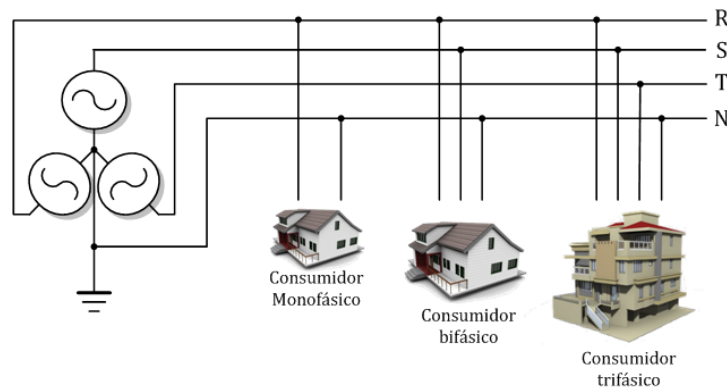 R
S
T
N
Consumidor
Monofásico
Consumidor
bifásico
Consumidor
trifásico